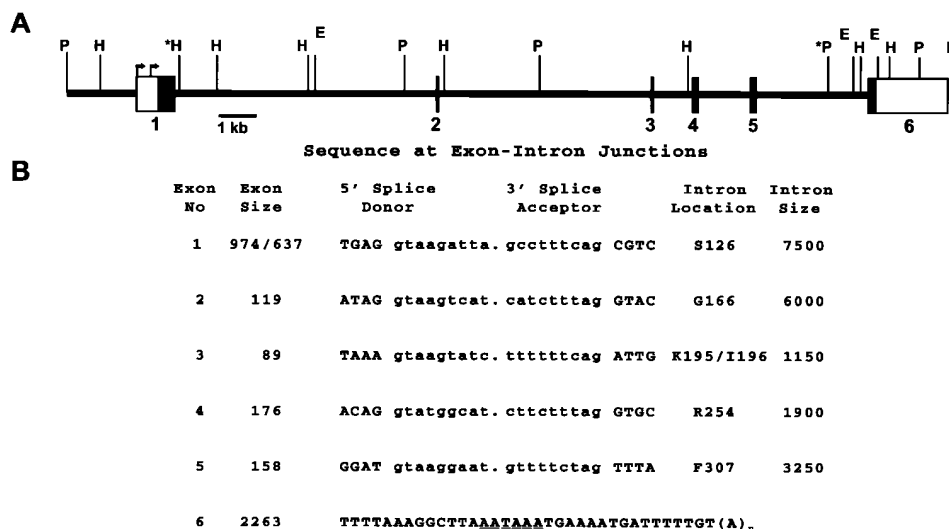 A
P H *H H H E P H P H *P E H E H P
1 2 3 4 5 6
1 kb
Sequence at Exon-Intron Junctions
B
Exon Exon 5' Splice 3' Splice Intron Intron
No Size Donor Acceptor Location Size
1 974/637 TGAG gtaagatta. gcctttcag CGTC S126 7500
2 119 ATAG gtaagtcat. catctttag GTAC G166 6000
3 89 TAAA gtaagtatc. ttttttcag ATTG K195/I196 1150
4 176 ACAG gtatggcat. cttctttag GTGC R254 1900
5 158 GGAT gtaaggaat. gttttctag TTTA F307 3250
6 2263 TTTTAAAGGCTTAAATAAATGAAAATGATTTTTGT(A)n